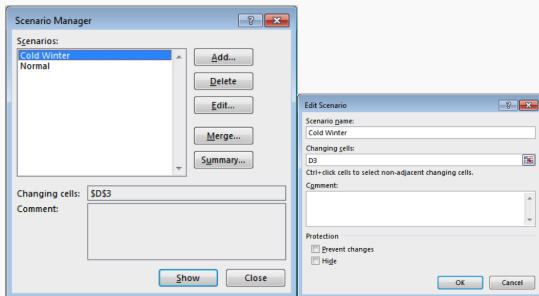 Scenario Manager
Scenarios:
Cold Winter
Normal
Add...
Delete
Edit...
Merge...
Summary...
Changing cells: $D$3
Comment:
Show Close
Edit Scenario
Scenario name:
Cold Winter
Changing cells:
D3
Ctrl+click cells to select non-adjacent changing cells.
Comment:
Protection
Prevent changes
Hide
OK Cancel